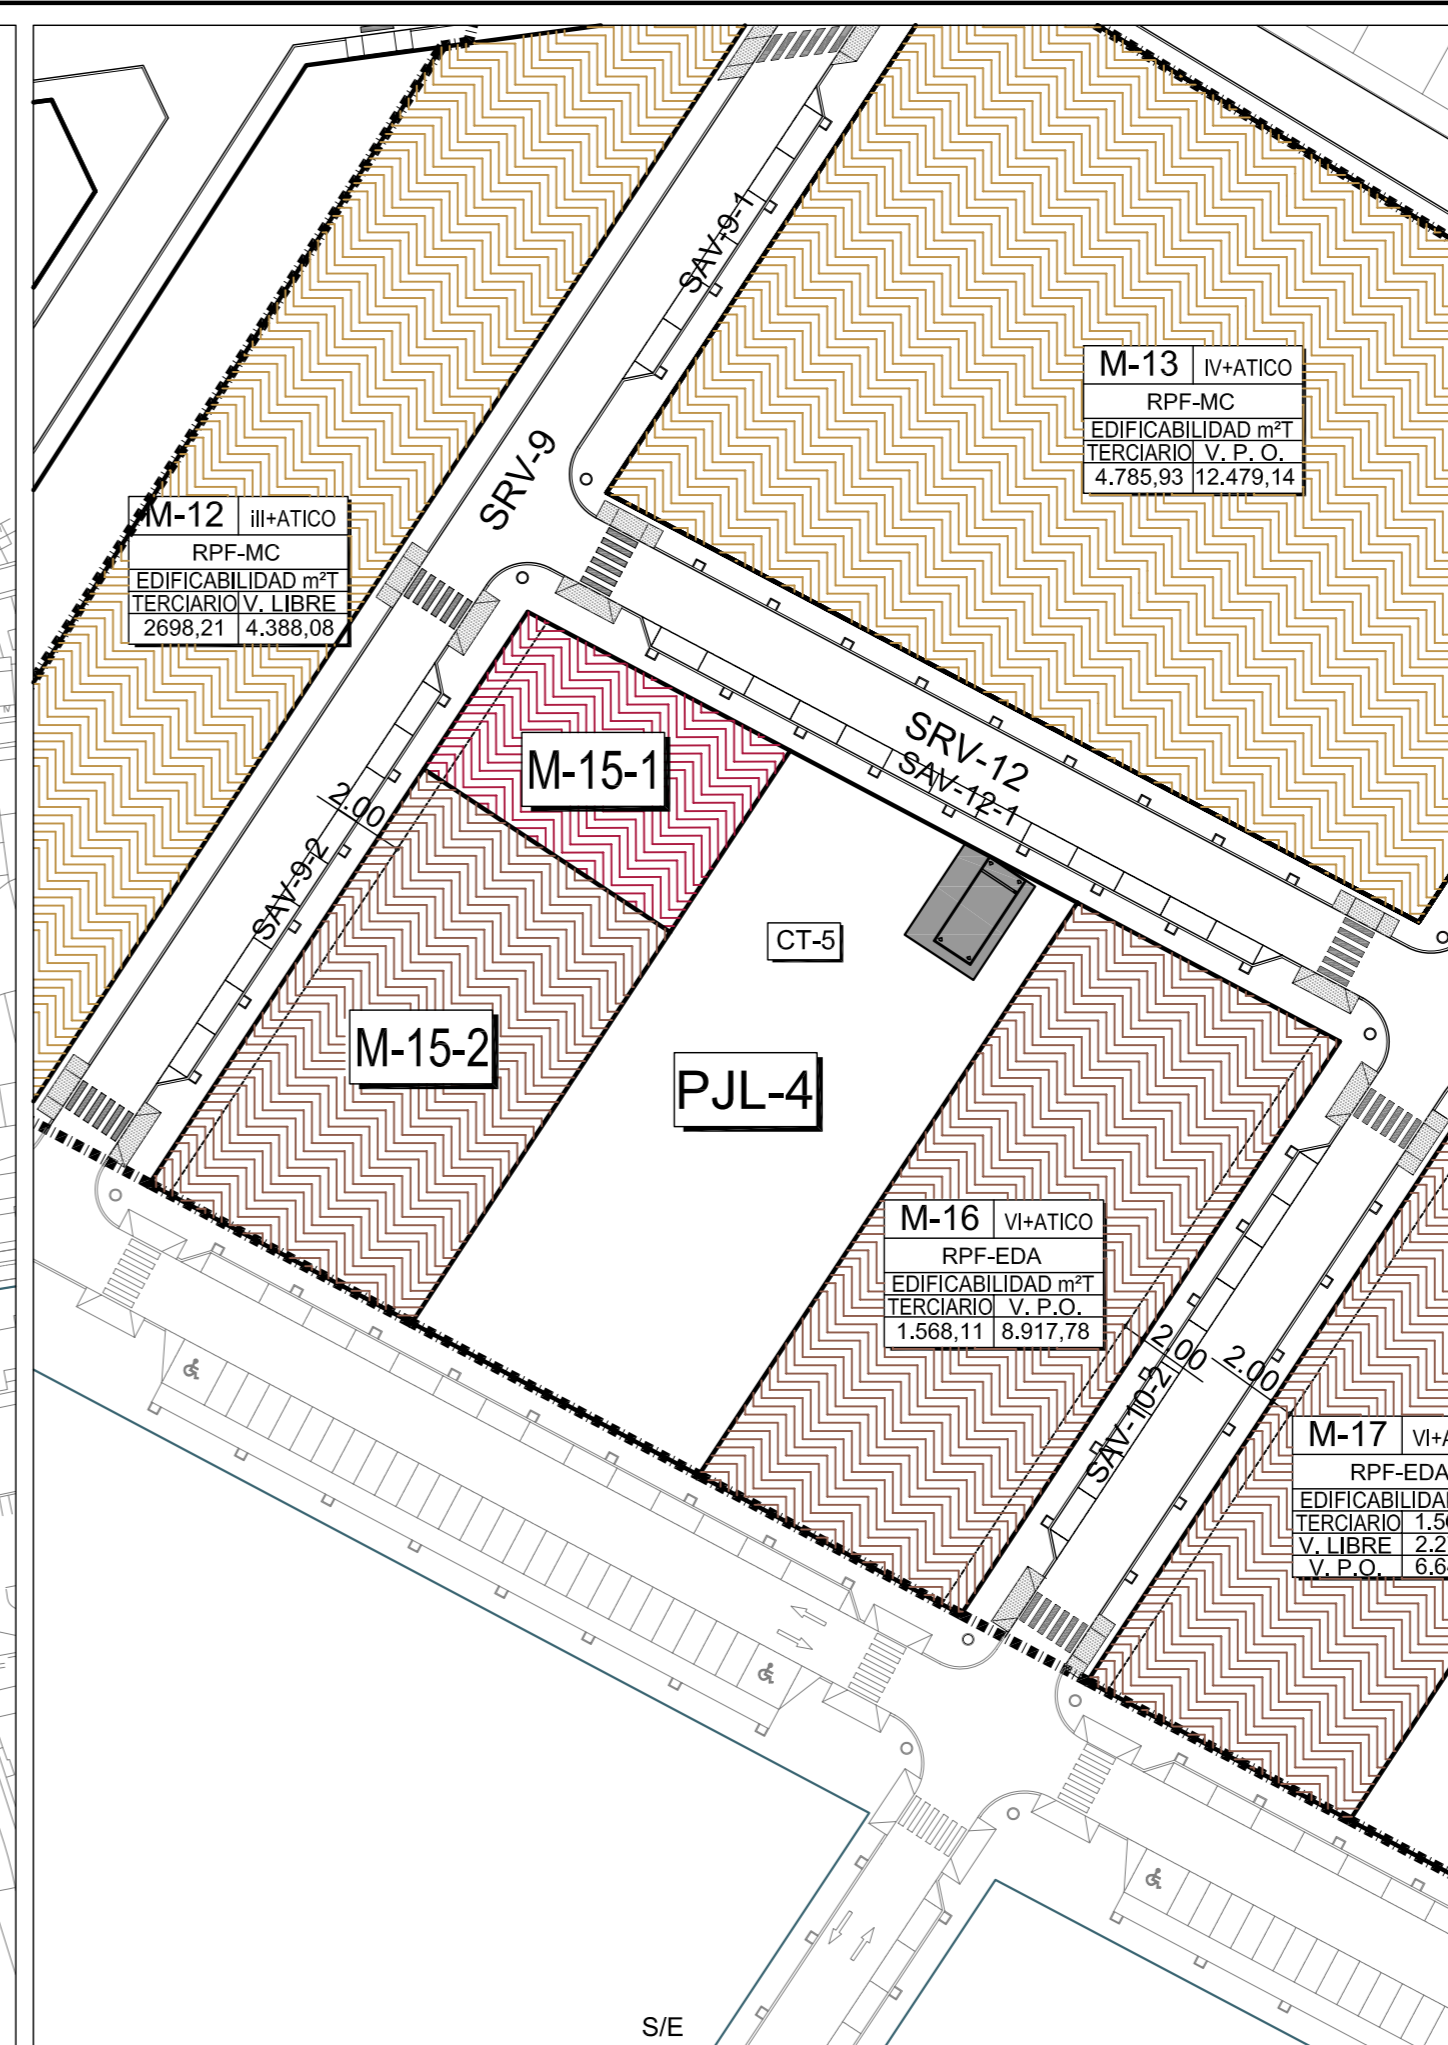 SAV-9-1
M-13 IV+ATICO
RPF-MC
EDIFICABILIDAD m²T
TERCIARIO V. P. O.
4.785,93 12.479,14
SRV-9
M-12 iII+ATICO
RPF-MC
EDIFICABILIDAD m²T
TERCIARIO V. LIBRE
2698,21 4.388,08
SRV-12
SAV-12-1
M-15-1
2.00
SAV-9-2
CT-5
M-15-2
PJL-4
M-16 VI+ATICO
RPF-EDA
EDIFICABILIDAD m²T
TERCIARIO V. P.O.
1.568,11 8.917,78
2.00
2.00
SAV-10-2
M-17
RPF-EDA
TERCIARIO
V. LIBRE
V. P.O.
S/E